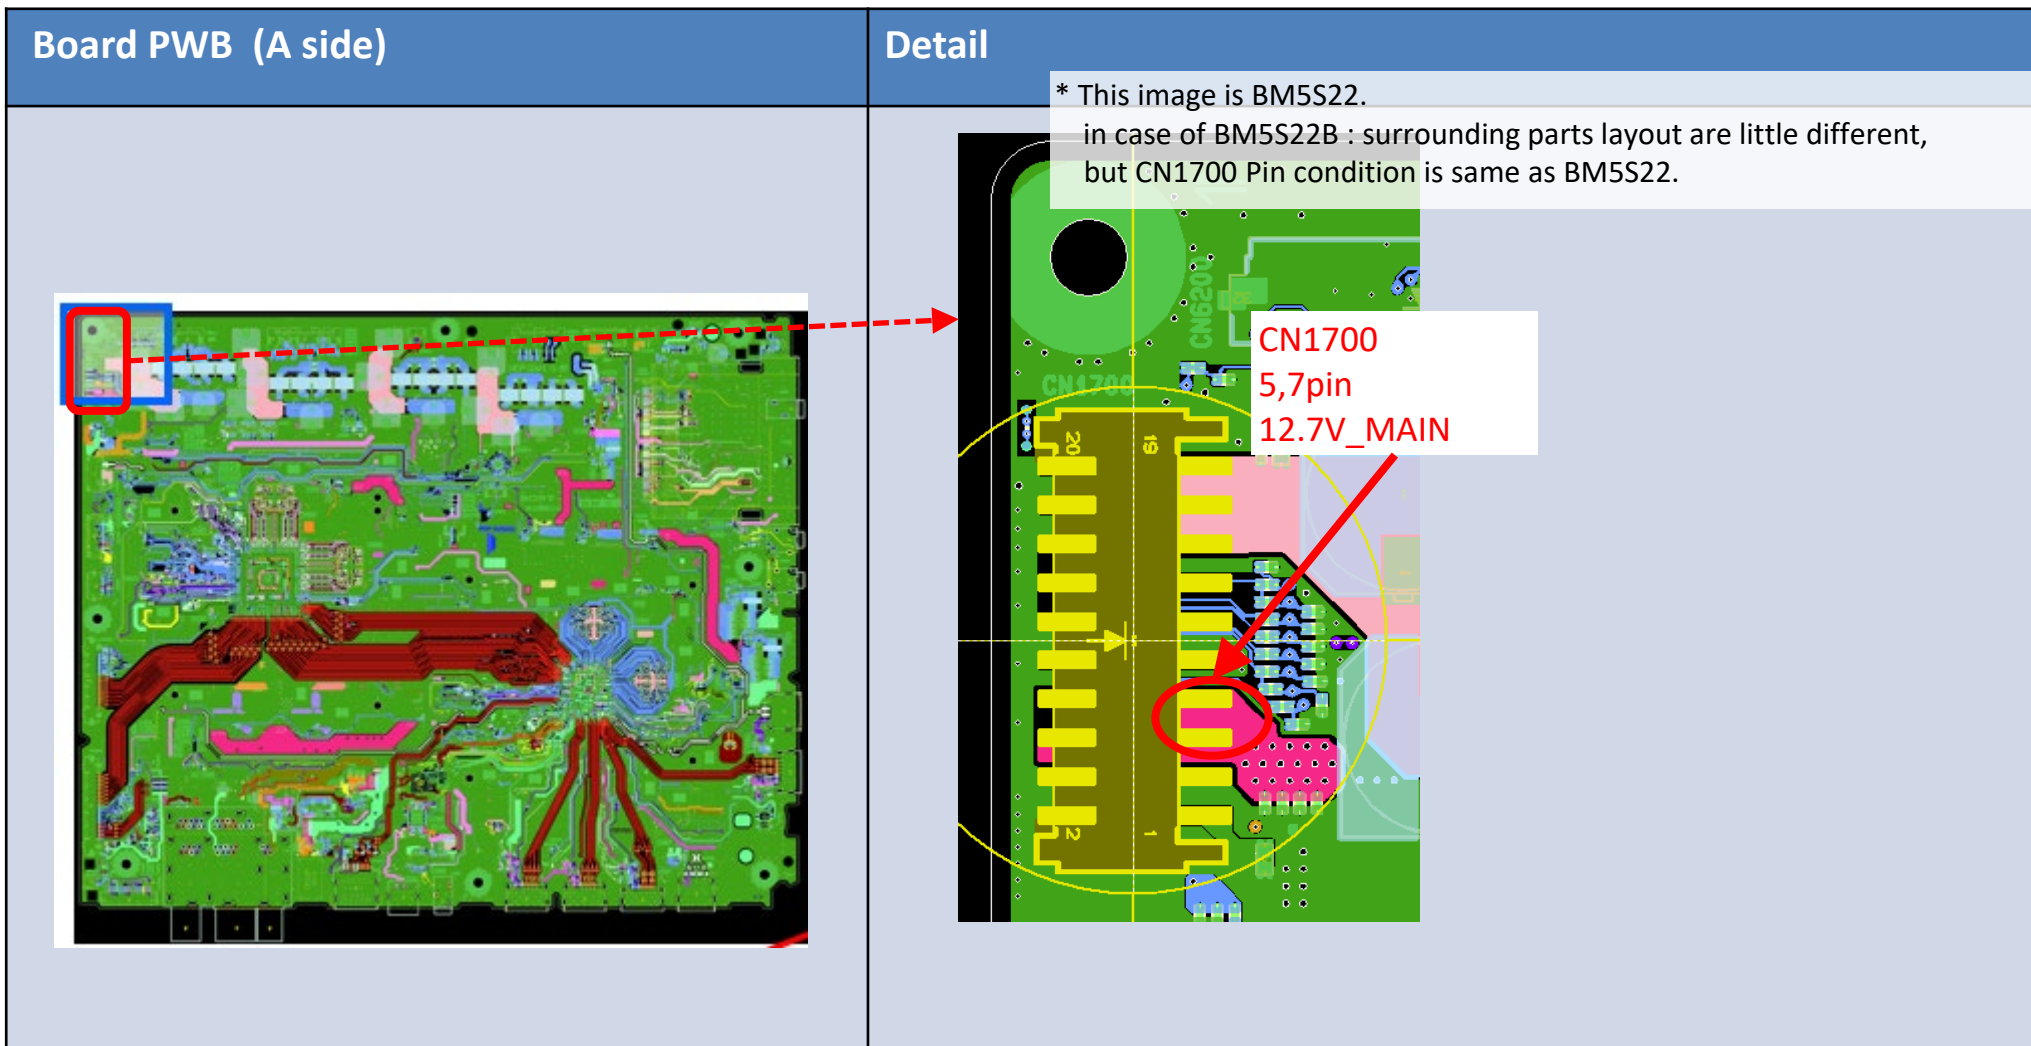 Board PWB (A side)
Detail
* This image is BM5S22.
in case of BM5S22B : surrounding parts layout are little different,
but CN1700 Pin condition is same as BM5S22.
CN6200
CN1700
5,7pin
12.7V_MAIN
CN1700
20
19
2
1